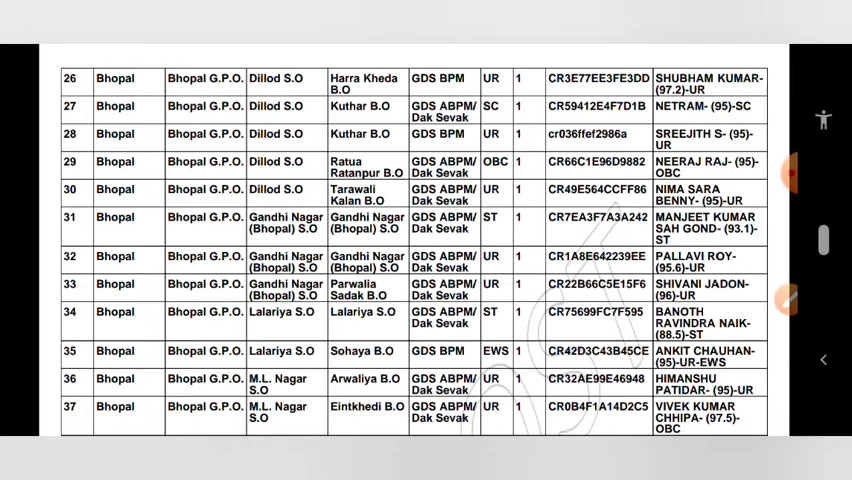 26 Bhopal Bhopal G.P.O. Dillod S.O Harra Kheda B.O GDS BPM UR 1 CR3E77EE3FE3DD SHUBHAM KUMAR- (97.2)-UR
27 Bhopal Bhopal G.P.O. Dillod S.O Kuthar B.O GDS ABPM/ Dak Sevak SC 1 CR59412E4F7D1B NETRAM- (95)-SC
28 Bhopal Bhopal G.P.O. Dillod S.O Kuthar B.O GDS BPM UR 1 cr036ffef2986a SREEJITH S- (95)- UR
29 Bhopal Bhopal G.P.O. Dillod S.O Ratua Ratanpur B.O GDS ABPM/ Dak Sevak OBC 1 CR66C1E96D9882 NEERAJ RAJ- (95)- OBC
30 Bhopal Bhopal G.P.O. Dillod S.O Tarawali Kalan B.O GDS ABPM/ Dak Sevak UR 1 CR49E564CCFF86 NIMA SARA BENNY- (95)-UR
31 Bhopal Bhopal G.P.O. Gandhi Nagar (Bhopal) S.O Gandhi Nagar (Bhopal) S.O GDS ABPM/ Dak Sevak ST 1 CR7EA3F7A3A242 MANJEET KUMAR SAH GOND- (93.1)- ST
32 Bhopal Bhopal G.P.O. Gandhi Nagar (Bhopal) S.O Gandhi Nagar (Bhopal) S.O GDS ABPM/ Dak Sevak UR 1 CR1A8E642239EE PALLAVI ROY- (95.6)-UR
33 Bhopal Bhopal G.P.O. Gandhi Nagar (Bhopal) S.O Parwalia Sadak B.O GDS ABPM/ Dak Sevak UR 1 CR22B66C5E15F6 SHIVANI JADON- (96)-UR
34 Bhopal Bhopal G.P.O. Lalariya S.O Lalariya S.O GDS ABPM/ Dak Sevak ST 1 CR75699FC7F595 BANOTH RAVINDRA NAIK- (88.5)-ST
35 Bhopal Bhopal G.P.O. Lalariya S.O Sohaya B.O GDS BPM EWS 1 CR42D3C43B45CE ANKIT CHAUHAN- (95)-UR-EWS
36 Bhopal Bhopal G.P.O. M.L. Nagar S.O Arwaliya B.O GDS ABPM/ Dak Sevak UR 1 CR32AE99E46948 HIMANSHU PATIDAR- (95)-UR
37 Bhopal Bhopal G.P.O. M.L. Nagar S.O Eintkhedi B.O GDS ABPM/ Dak Sevak UR 1 CR0B4F1A14D2C5 VIVEK KUMAR CHHIPA- (97.5)- OBC